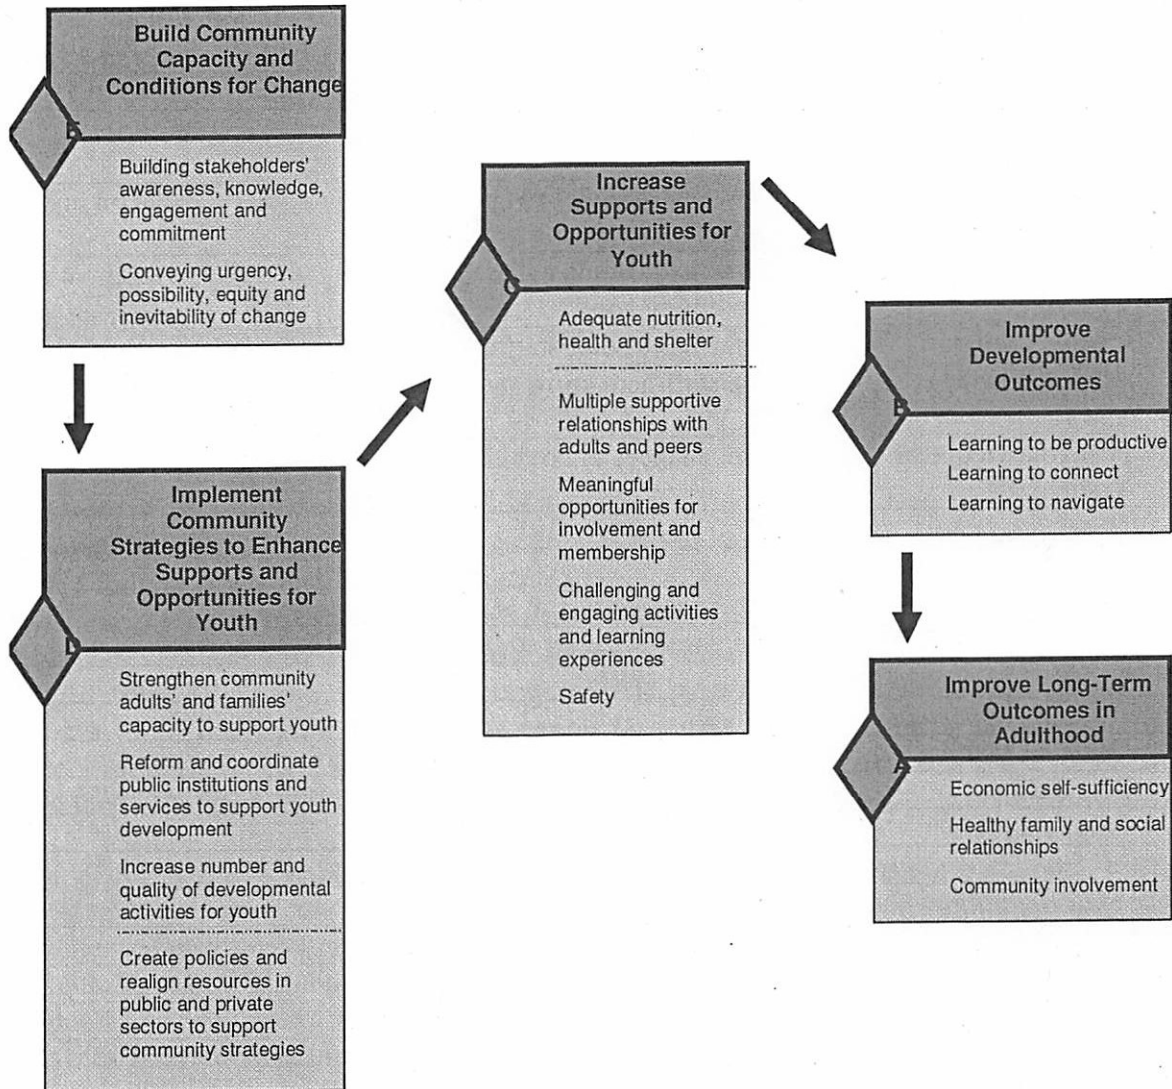 Build Community
Capacity and
Conditions for Change
E
Building stakeholders'
awareness, knowledge,
engagement and
commitment
Conveying urgency,
possibility, equity and
inevitability of change
Implement
Community
Strategies to Enhance
Supports and
Opportunities for
Youth
D
Strengthen community
adults' and families'
capacity to support youth
Reform and coordinate
public institutions and
services to support youth
development
Increase number and
quality of developmental
activities for youth
Create policies and
realign resources in
public and private
sectors to support
community strategies
Increase
Supports and
Opportunities for
Youth
C
Adequate nutrition,
health and shelter
Multiple supportive
relationships with
adults and peers
Meaningful
opportunities for
involvement and
membership
Challenging and
engaging activities
and learning
experiences
Safety
Improve
Developmental
Outcomes
B
Learning to be productive
Learning to connect
Learning to navigate
Improve Long-Term
Outcomes in
Adulthood
A
Economic self-sufficiency
Healthy family and social
relationships
Community involvement